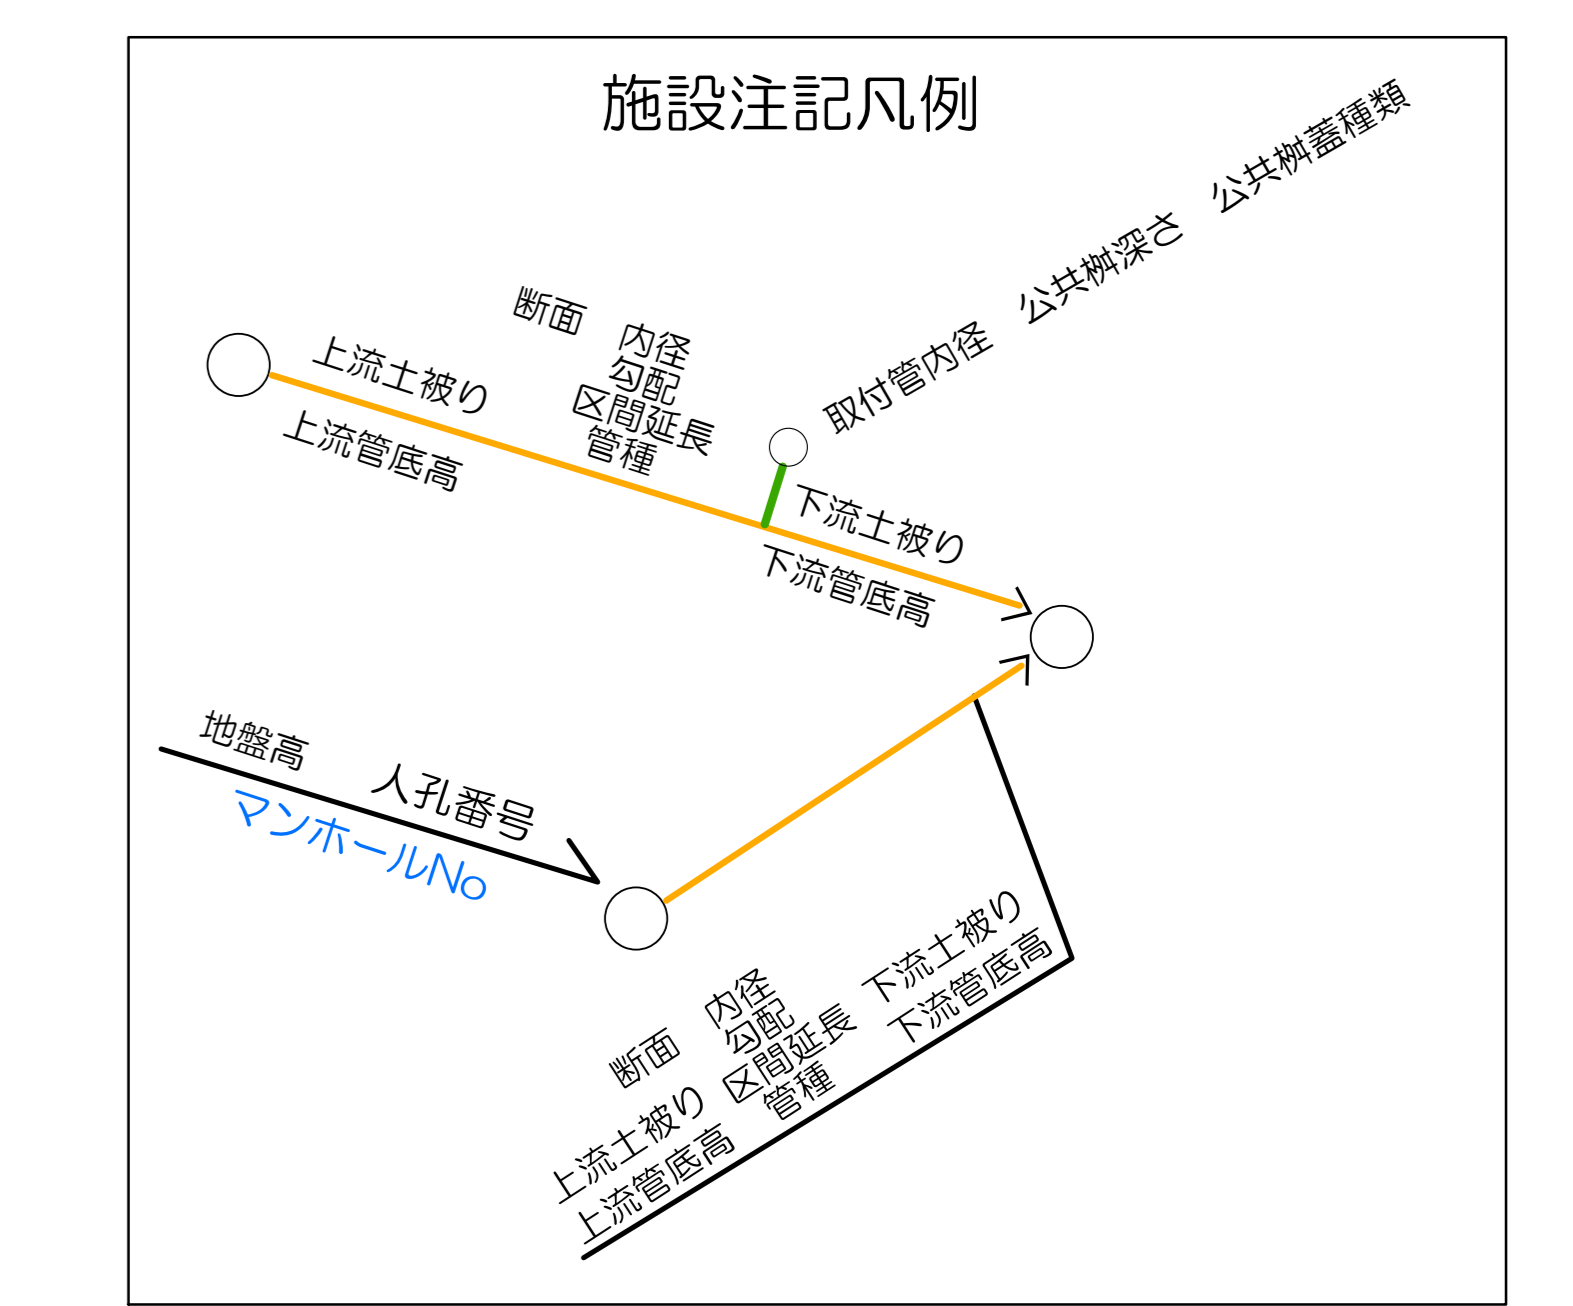 施設注記凡例
取付管内径　公共桝深さ　公共桝蓋種類
断面　内径
勾配
区間延長
管種
上流土被り
上流管底高
下流土被り
下流管底高
地盤高　人孔番号
マンホールNo
断面　内径
勾配
区間延長
管種
上流土被り
上流管底高
下流土被り
下流管底高